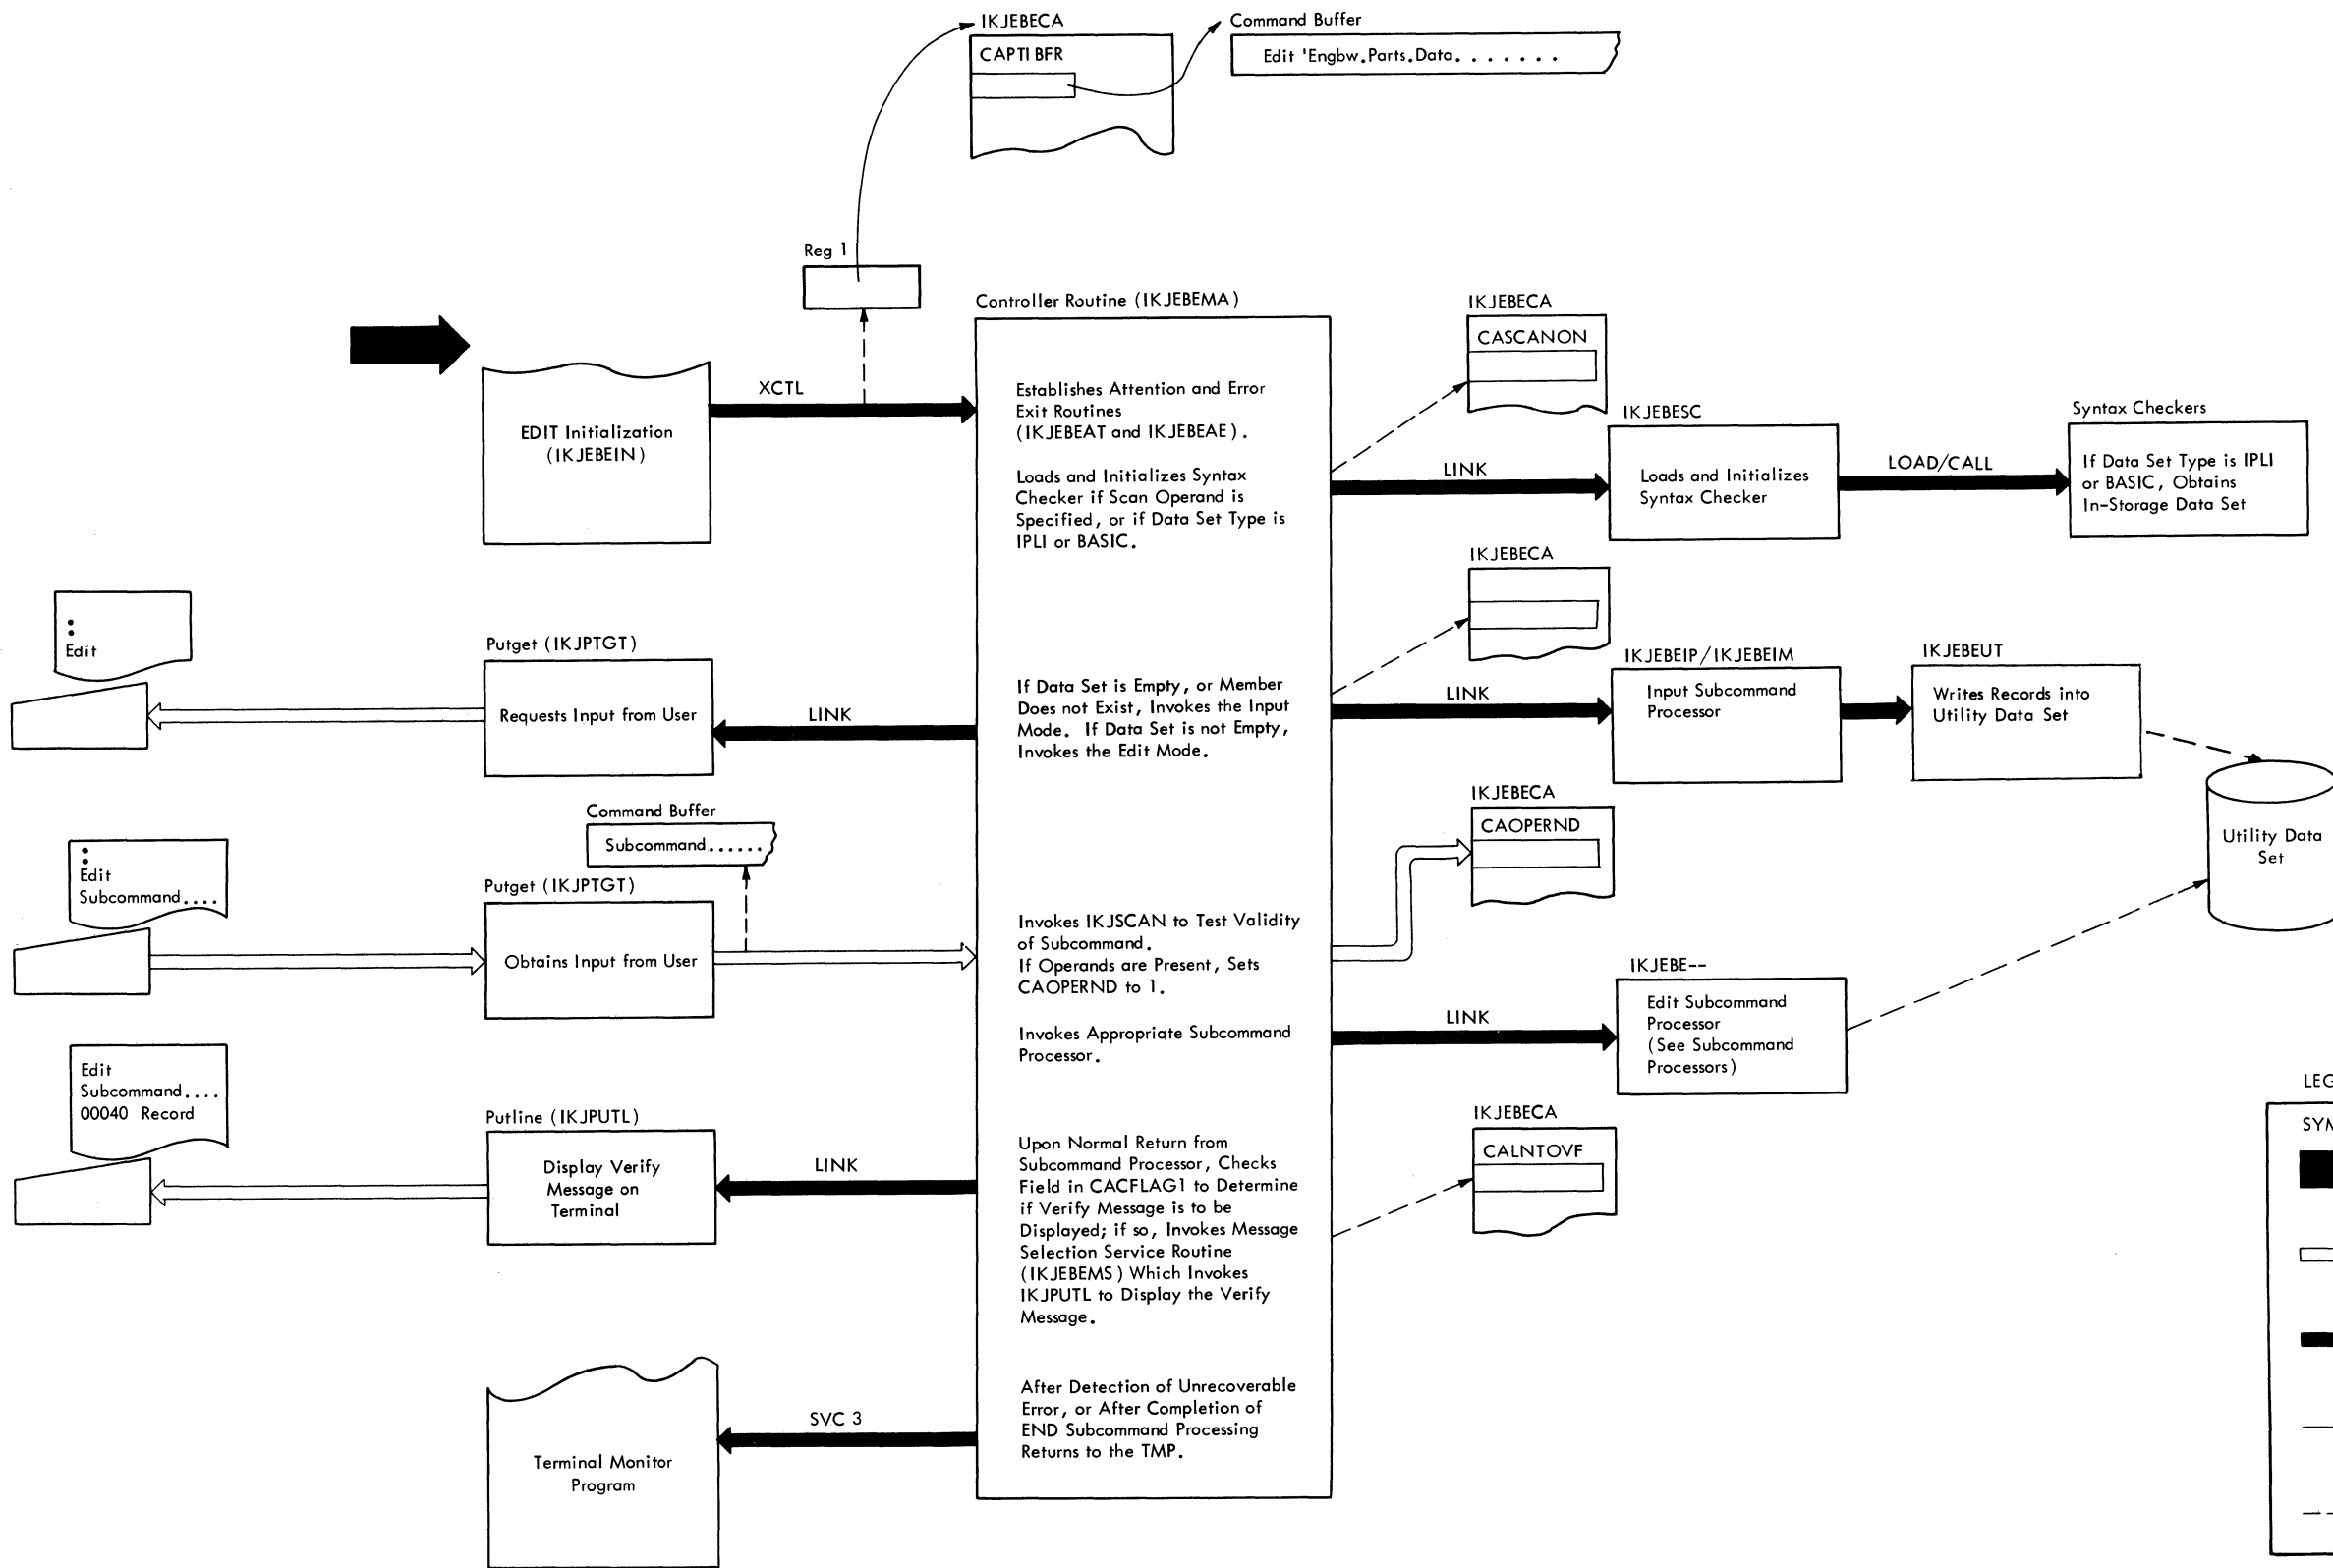 IKJEBECA
CAPTIBFR
Command Buffer
Edit 'Engbw.Parts.Data.......
Reg 1
EDIT Initialization
(IKJEBEIN)
XCTL
Controller Routine (IKJEBEMA)
Establishes Attention and Error
Exit Routines
(IKJEBEAT and IKJEBEAE).
Loads and Initializes Syntax
Checker if Scan Operand is
Specified, or if Data Set Type is
IPLI or BASIC.
IKJEBECA
CASCANON
LINK
IKJEBESC
Loads and Initializes
Syntax Checker
LOAD/CALL
Syntax Checkers
If Data Set Type is IPLI
or BASIC, Obtains
In-Storage Data Set
Edit
Putget (IKJPTGT)
Requests Input from User
LINK
If Data Set is Empty, or Member
Does not Exist, Invokes the Input
Mode. If Data Set is not Empty,
Invokes the Edit Mode.
IKJEBECA
LINK
IKJEBEIP/IKJEBEIM
Input Subcommand
Processor
IKJEBEUT
Writes Records into
Utility Data Set
Utility Data
Set
Edit
Subcommand....
Command Buffer
Subcommand......
Putget (IKJPTGT)
Obtains Input from User
Invokes IKJSCAN to Test Validity
of Subcommand.
If Operands are Present, Sets
CAOPERND to 1.
IKJEBECA
CAOPERND
Invokes Appropriate Subcommand
Processor.
LINK
IKJEBE--
Edit Subcommand
Processor
(See Subcommand
Processors)
Edit
Subcommand....
00040 Record
Putline (IKJPUTL)
Display Verify
Message on
Terminal
LINK
Upon Normal Return from
Subcommand Processor, Checks
Field in CACFLAG1 to Determine
if Verify Message is to be
Displayed; if so, Invokes Message
Selection Service Routine
(IKJEBEMS) Which Invokes
IKJPUTL to Display the Verify
Message.
IKJEBECA
CALNTOVF
Terminal Monitor
Program
SVC 3
After Detection of Unrecoverable
Error, or After Completion of
END Subcommand Processing
Returns to the TMP.
LEG
SYM